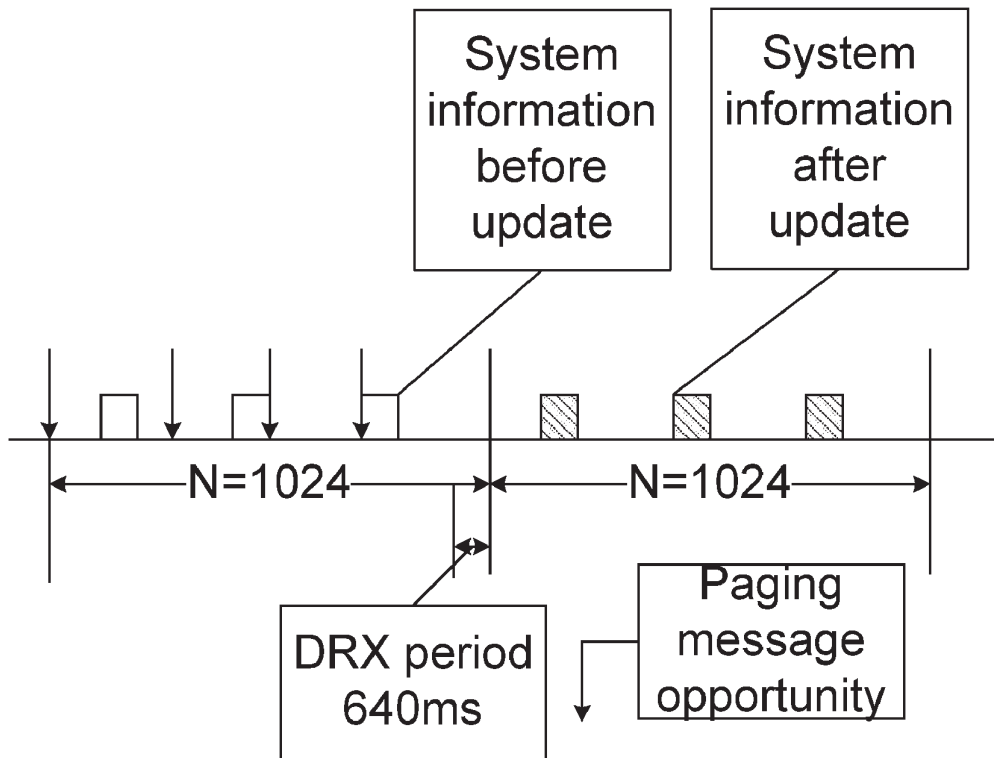 System
information
before
update
System
information
after
update
N=1024
N=1024
DRX period
640ms
Paging
message
opportunity